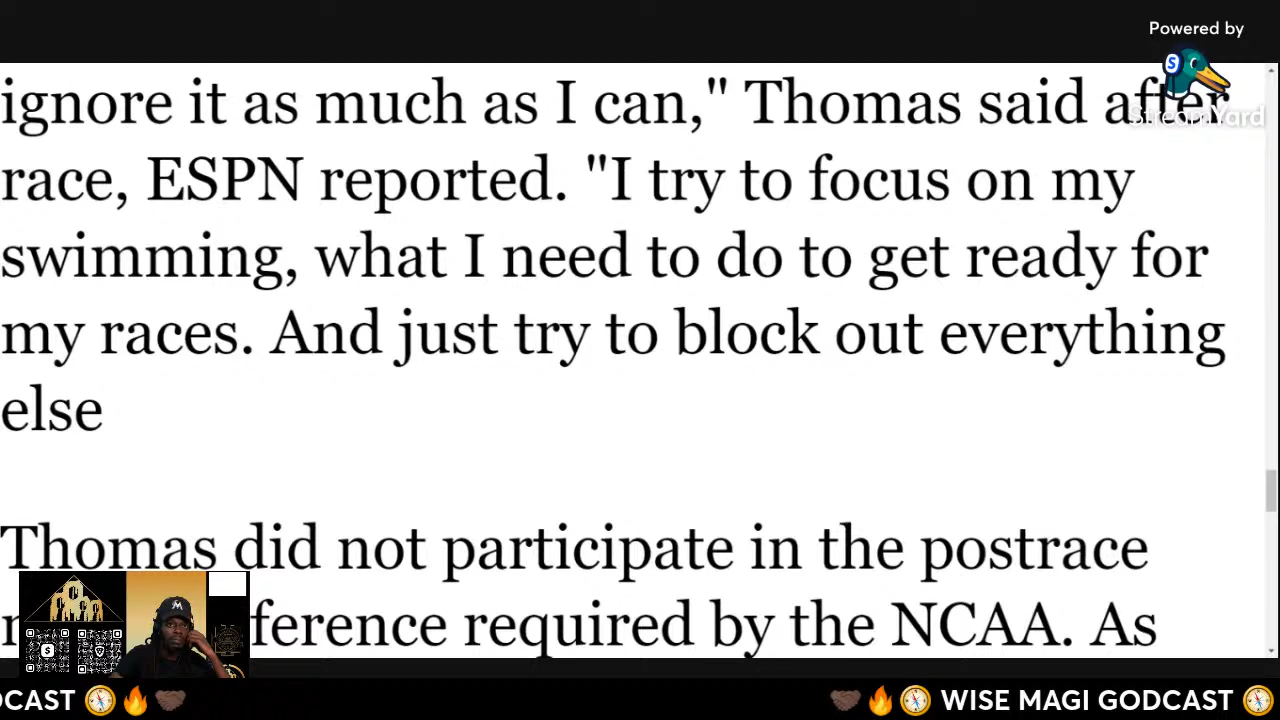 Powered by
StreamYard
ignore it as much as I can," Thomas said after
race, ESPN reported. "I try to focus on my
swimming, what I need to do to get ready for
my races. And just try to block out everything
else
Thomas did not participate in the postrace
ference required by the NCAA. As
DCAST
WISE MAGI GODCAST